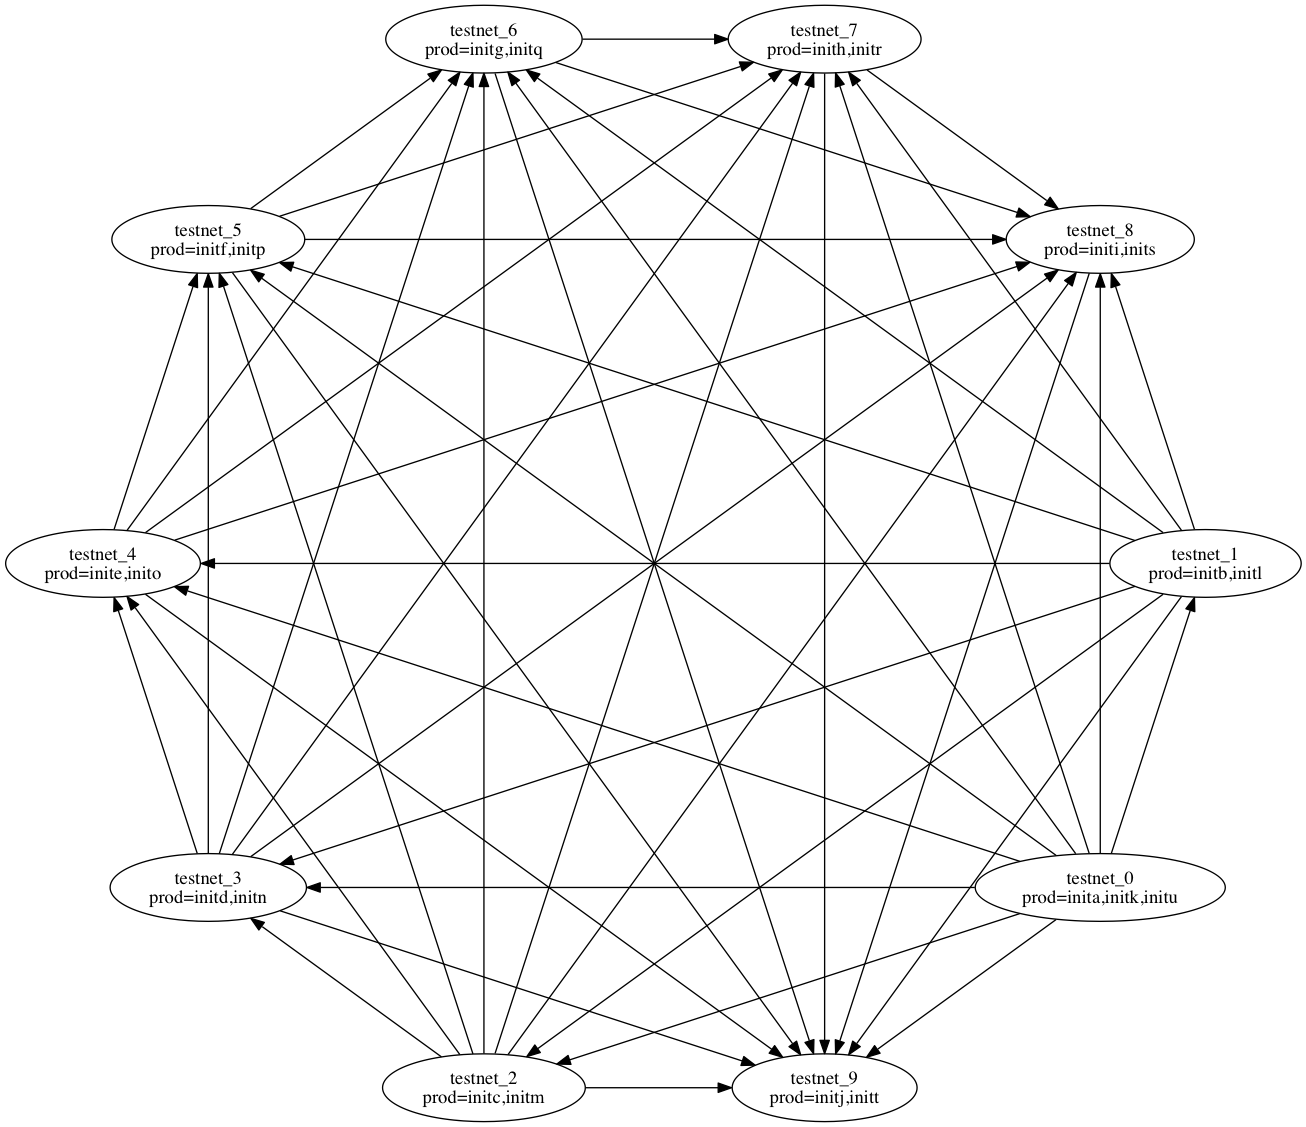 testnet_6
prod=initg,initq
testnet_7
prod=inith,initr
testnet_5
prod=initf,initp
testnet_8
prod=initi,inits
testnet_4
prod=inite,inito
testnet_1
prod=initb,initl
testnet_3
prod=initd,initn
testnet_0
prod=inita,initk,initu
testnet_2
prod=initc,initm
testnet_9
prod=initj,initt